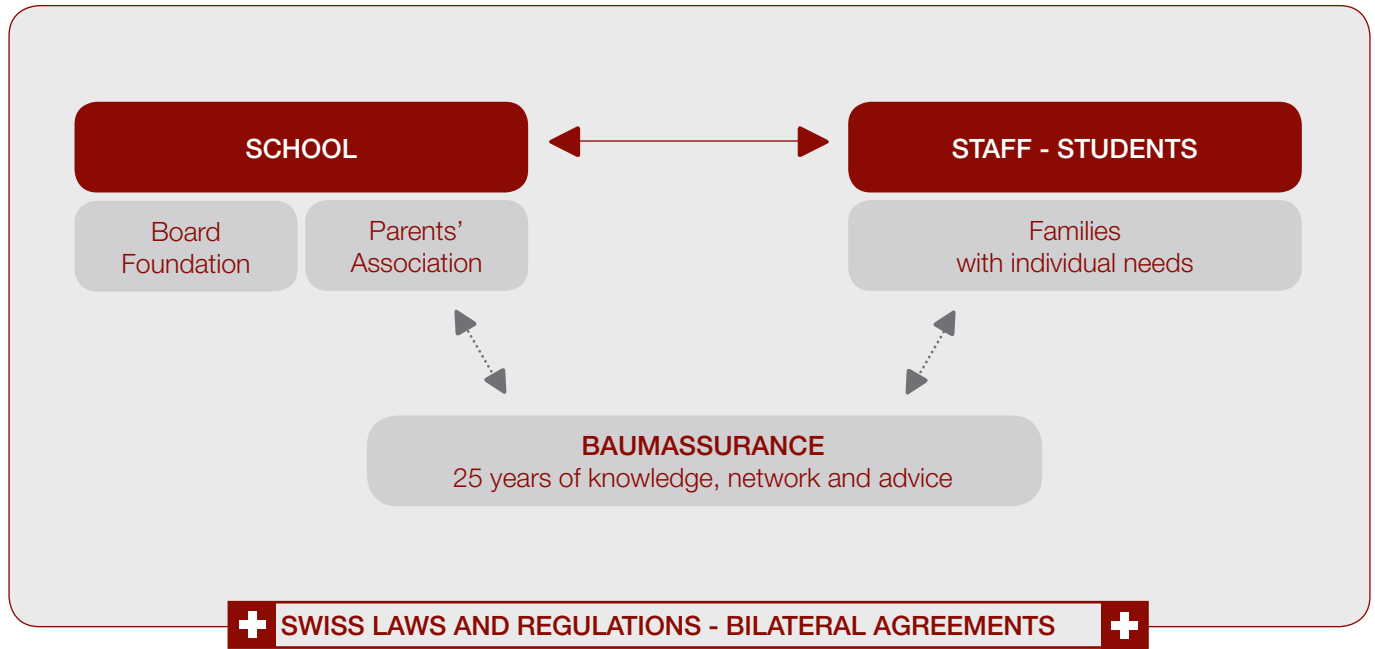 SCHOOL
STAFF - STUDENTS
Board
Foundation
Parents’
Association
Families
with individual needs
BAUMASSURANCE
25 years of knowledge, network and advice
SWISS LAWS AND REGULATIONS - BILATERAL AGREEMENTS